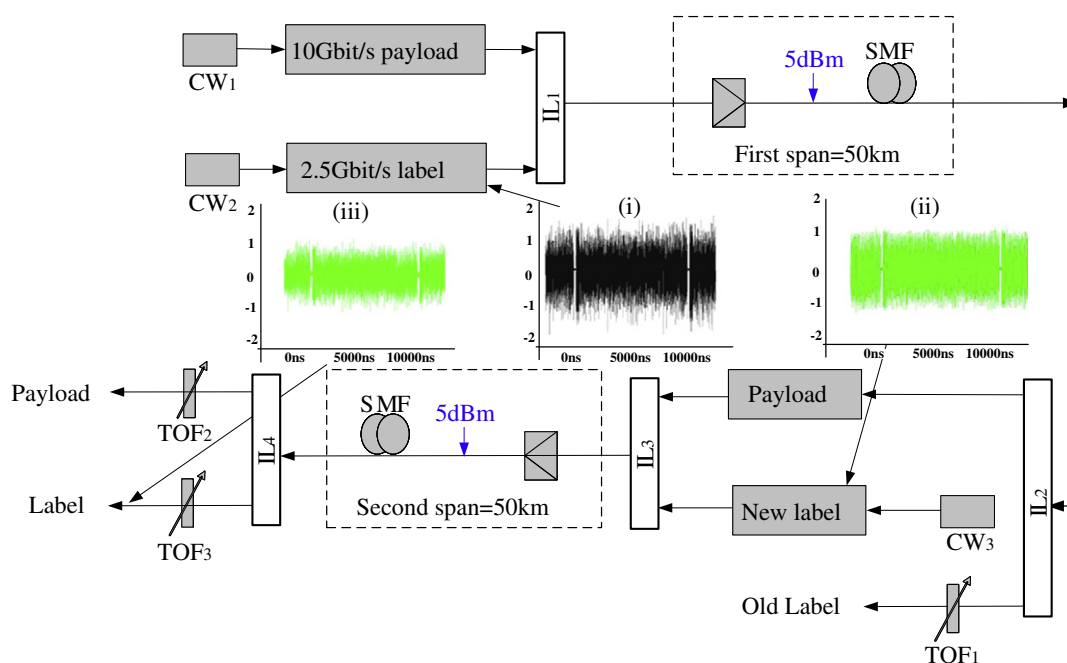 10Gbit/s payload
CW1
IL1
5dBm
SMF
First span=50km
2.5Gbit/s label
CW2
(iii)
2
1
0
-1
-2
0ns 5000ns 10000ns
(i)
2
1
0
-1
-2
0ns 5000ns 10000ns
(ii)
2
1
0
-1
-2
0ns 5000ns 10000ns
Payload
TOF2
Label
TOF3
IL4
SMF
5dBm
Second span=50km
IL3
Payload
New label
CW3
IL2
Old Label
TOF1